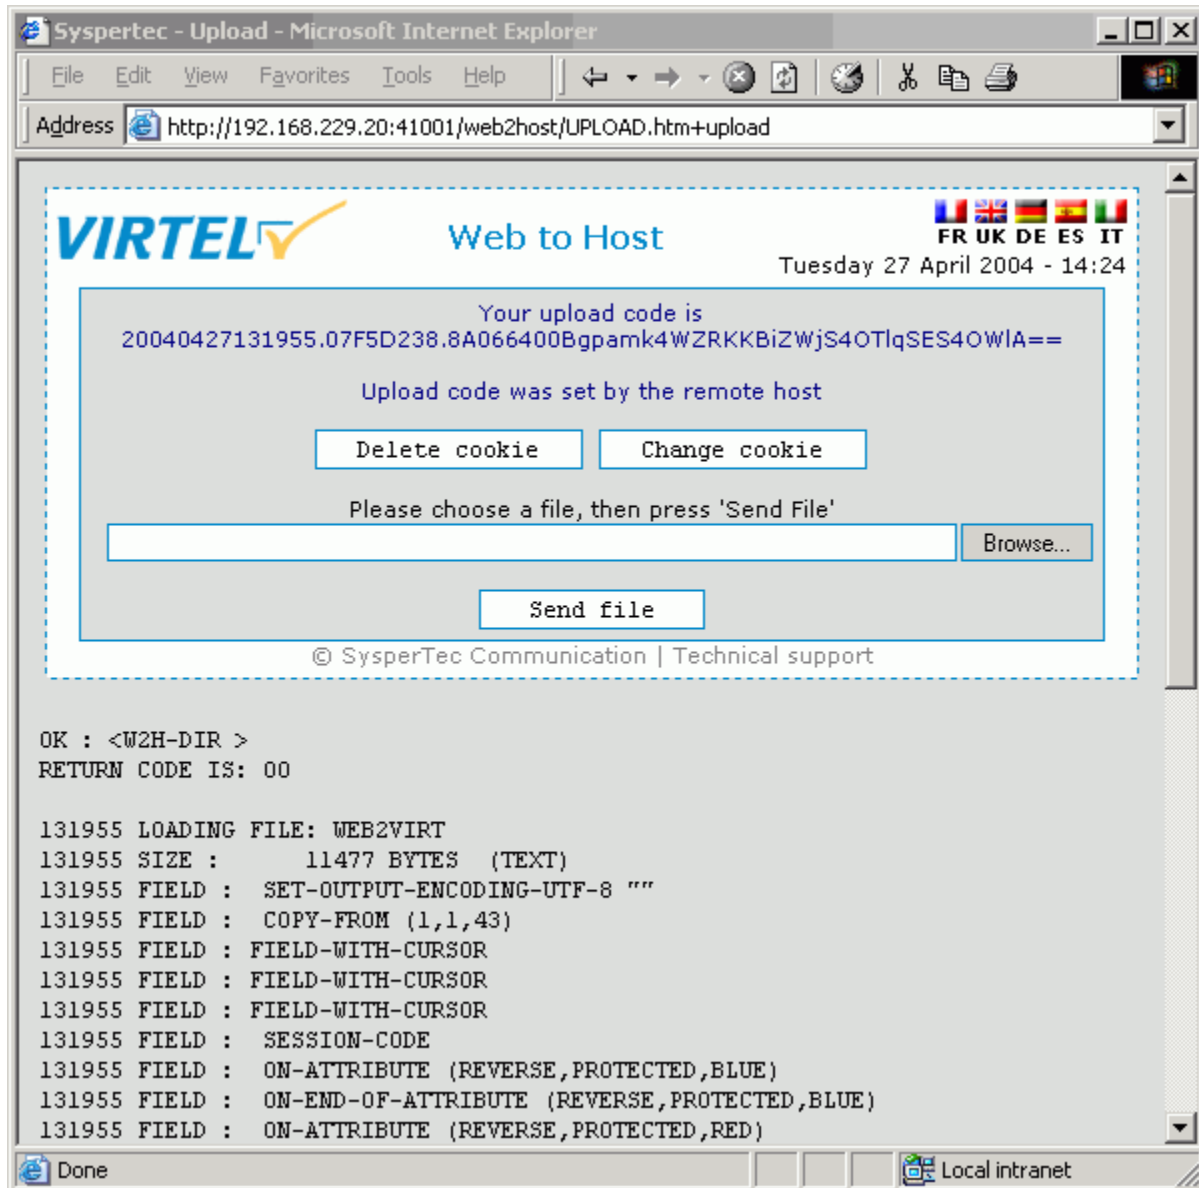 Syspertec - Upload - Microsoft Internet Explorer
File Edit View Favorites Tools Help
Address http://192.168.229.20:41001/web2host/UPLOAD.htm+upload
VIRTEL
Web to Host
FR UK DE ES IT
Tuesday 27 April 2004 - 14:24
Your upload code is
20040427131955.07F5D238.8A066400Bgpamk4WZRKKBiZWjS4OTlqSES4OWlA==
Upload code was set by the remote host
Delete cookie Change cookie
Please choose a file, then press 'Send File'
Browse...
Send file
© SysperTec Communication | Technical support
OK : <W2H-DIR >
RETURN CODE IS: 00
131955 LOADING FILE: WEB2VIRT
131955 SIZE :      11477 BYTES  (TEXT)
131955 FIELD :  SET-OUTPUT-ENCODING-UTF-8 ""
131955 FIELD :  COPY-FROM (1,1,43)
131955 FIELD : FIELD-WITH-CURSOR
131955 FIELD : FIELD-WITH-CURSOR
131955 FIELD : FIELD-WITH-CURSOR
131955 FIELD :  SESSION-CODE
131955 FIELD :  ON-ATTRIBUTE (REVERSE,PROTECTED,BLUE)
131955 FIELD :  ON-END-OF-ATTRIBUTE (REVERSE,PROTECTED,BLUE)
131955 FIELD :  ON-ATTRIBUTE (REVERSE,PROTECTED,RED)
Done
Local intranet